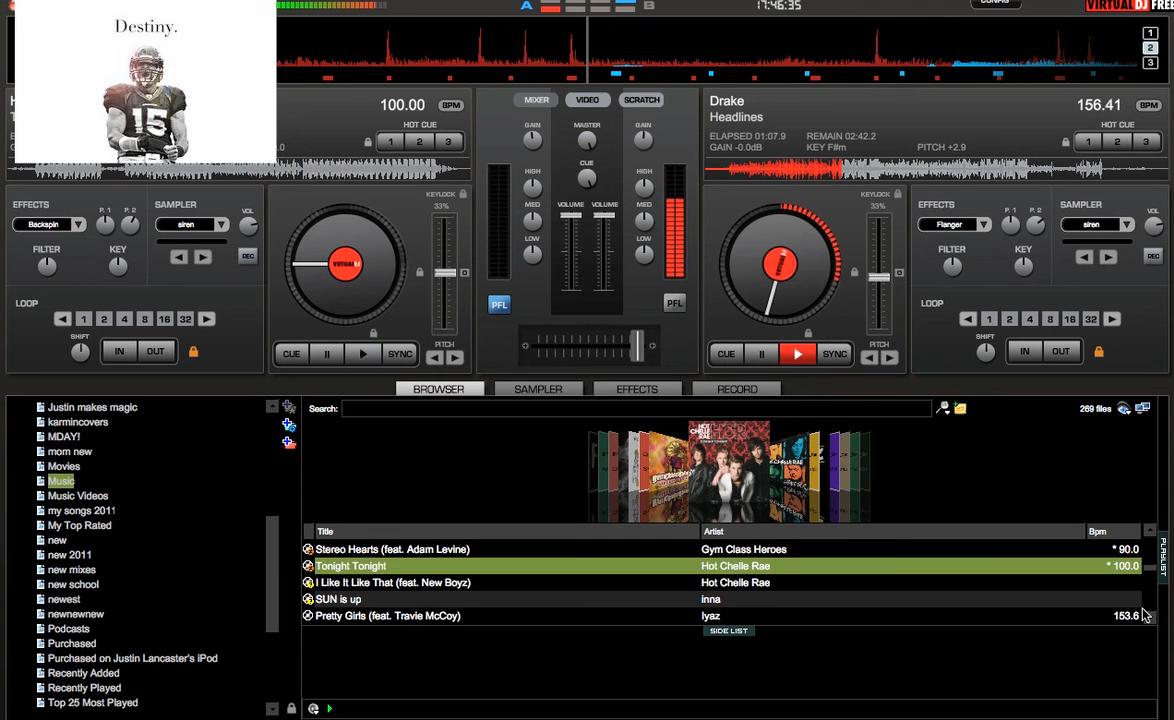 Destiny.
15
A
B
17:46:35
CONFIG
VIRTUALDJ FREE
1
2
3
100.00 BPM
HOT CUE
1 2 3
MIXER VIDEO SCRATCH
GAIN MASTER GAIN
CUE
HIGH HIGH
MED VOLUME VOLUME MED
LOW LOW
PFL PFL
Drake
Headlines
156.41 BPM
HOT CUE
1 2 3
ELAPSED 01:07.9 REMAIN 02:42.2
GAIN -0.0dB KEY F#m PITCH +2.9
EFFECTS
Backspin
P. 1 P. 2
SAMPLER
siren
VOL
REC
FILTER KEY
LOOP
1 2 4 8 16 32
SHIFT
IN OUT
KEYLOCK
33%
VIRTUALDJ
PITCH
CUE SYNC
KEYLOCK
33%
PITCH
CUE SYNC
EFFECTS
Flanger
P. 1 P. 2
SAMPLER
siren
VOL
REC
FILTER KEY
LOOP
1 2 4 8 16 32
SHIFT
IN OUT
BROWSER SAMPLER EFFECTS RECORD
Justin makes magic
karmincovers
MDAY!
mom new
Movies
Music
Music Videos
my songs 2011
My Top Rated
new
new 2011
new mixes
new school
newest
newnewnew
Podcasts
Purchased
Purchased on Justin Lancaster's iPod
Recently Added
Recently Played
Top 25 Most Played
Search:
269 files
HOT CHELLE RAE
Title Artist Bpm
Stereo Hearts (feat. Adam Levine) Gym Class Heroes * 90.0
Tonight Tonight Hot Chelle Rae * 100.0
I Like It Like That (feat. New Boyz) Hot Chelle Rae
SUN is up inna
Pretty Girls (feat. Travie McCoy) Iyaz 153.6
SIDE LIST
PLAYLIST